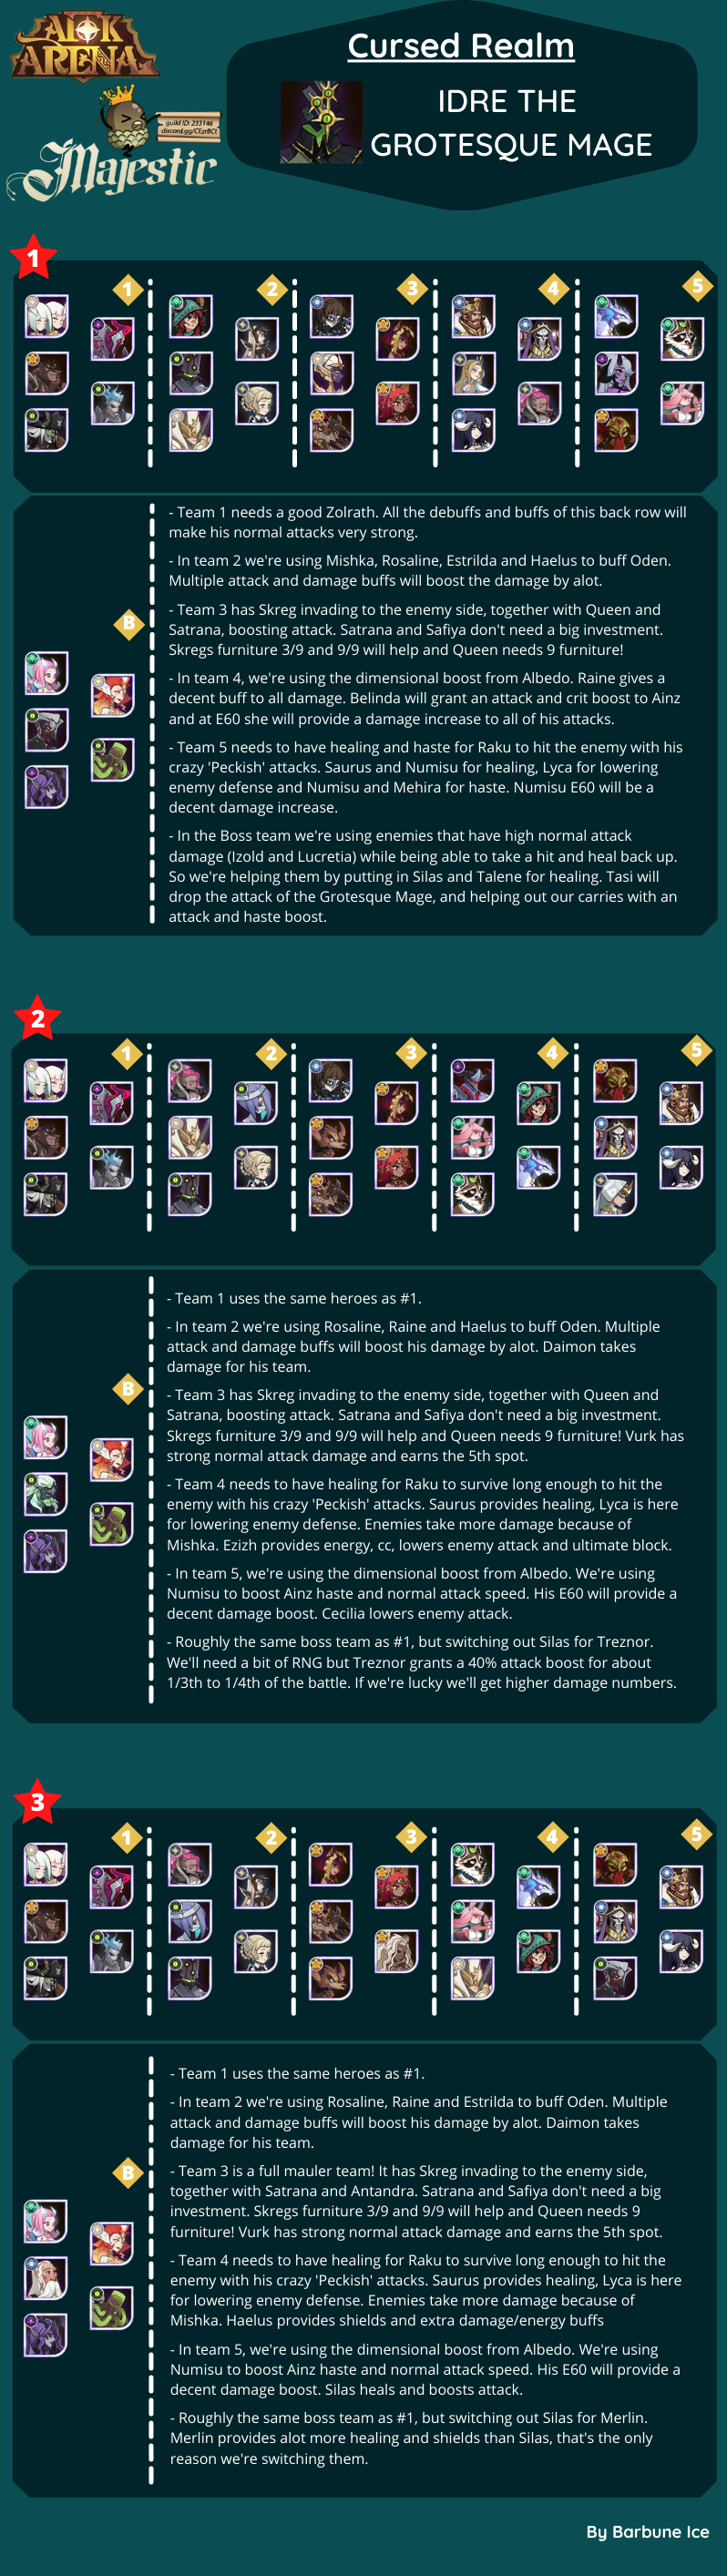 AFK
ARENA
guild ID: 233146
Majestic
Cursed Realm
IDRE THE
GROTESQUE MAGE
1
1
2
3
4
5
B
- Team 1 needs a good Zolrath. All the debuffs and buffs of this back row will
make his normal attacks very strong.
- In team 2 we're using Mishka, Rosaline, Estrilda and Haelus to buff Oden.
Multiple attack and damage buffs will boost the damage by alot.
- Team 3 has Skreg invading to the enemy side, together with Queen and
Satrana, boosting attack. Satrana and Safiya don't need a big investment.
Skregs furniture 3/9 and 9/9 will help and Queen needs 9 furniture!
- In team 4, we're using the dimensional boost from Albedo. Raine gives a
decent buff to all damage. Belinda will grant an attack and crit boost to Ainz
and at E60 she will provide a damage increase to all of his attacks.
- Team 5 needs to have healing and haste for Raku to hit the enemy with his
crazy 'Peckish' attacks. Saurus and Numisu for healing, Lyca for lowering
enemy defense and Numisu and Mehira for haste. Numisu E60 will be a
decent damage increase.
- In the Boss team we're using enemies that have high normal attack
damage (Izold and Lucretia) while being able to take a hit and heal back up.
So we're helping them by putting in Silas and Talene for healing. Tasi will
drop the attack of the Grotesque Mage, and helping out our carries with an
attack and haste boost.
2
1
2
3
4
5
B
- Team 1 uses the same heroes as #1.
- In team 2 we're using Rosaline, Raine and Haelus to buff Oden. Multiple
attack and damage buffs will boost his damage by alot. Daimon takes
damage for his team.
- Team 3 has Skreg invading to the enemy side, together with Queen and
Satrana, boosting attack. Satrana and Safiya don't need a big investment.
Skregs furniture 3/9 and 9/9 will help and Queen needs 9 furniture! Vurk has
strong normal attack damage and earns the 5th spot.
- Team 4 needs to have healing for Raku to survive long enough to hit the
enemy with his crazy 'Peckish' attacks. Saurus provides healing, Lyca is here
for lowering enemy defense. Enemies take more damage because of
Mishka. Ezizh provides energy, cc, lowers enemy attack and ultimate block.
- In team 5, we're using the dimensional boost from Albedo. We're using
Numisu to boost Ainz haste and normal attack speed. His E60 will provide a
decent damage boost. Cecilia lowers enemy attack.
- Roughly the same boss team as #1, but switching out Silas for Treznor.
We'll need a bit of RNG but Treznor grants a 40% attack boost for about
1/3th to 1/4th of the battle. If we're lucky we'll get higher damage numbers.
3
1
2
3
4
5
B
- Team 1 uses the same heroes as #1.
- In team 2 we're using Rosaline, Raine and Estrilda to buff Oden. Multiple
attack and damage buffs will boost his damage by alot. Daimon takes
damage for his team.
- Team 3 is a full mauler team! It has Skreg invading to the enemy side,
together with Satrana and Antandra. Satrana and Safiya don't need a big
investment. Skregs furniture 3/9 and 9/9 will help and Queen needs 9
furniture! Vurk has strong normal attack damage and earns the 5th spot.
- Team 4 needs to have healing for Raku to survive long enough to hit the
enemy with his crazy 'Peckish' attacks. Saurus provides healing, Lyca is here
for lowering enemy defense. Enemies take more damage because of
Mishka. Haelus provides shields and extra damage/energy buffs
- In team 5, we're using the dimensional boost from Albedo. We're using
Numisu to boost Ainz haste and normal attack speed. His E60 will provide a
decent damage boost. Silas heals and boosts attack.
- Roughly the same boss team as #1, but switching out Silas for Merlin.
Merlin provides alot more healing and shields than Silas, that's the only
reason we're switching them.
By Barbune Ice